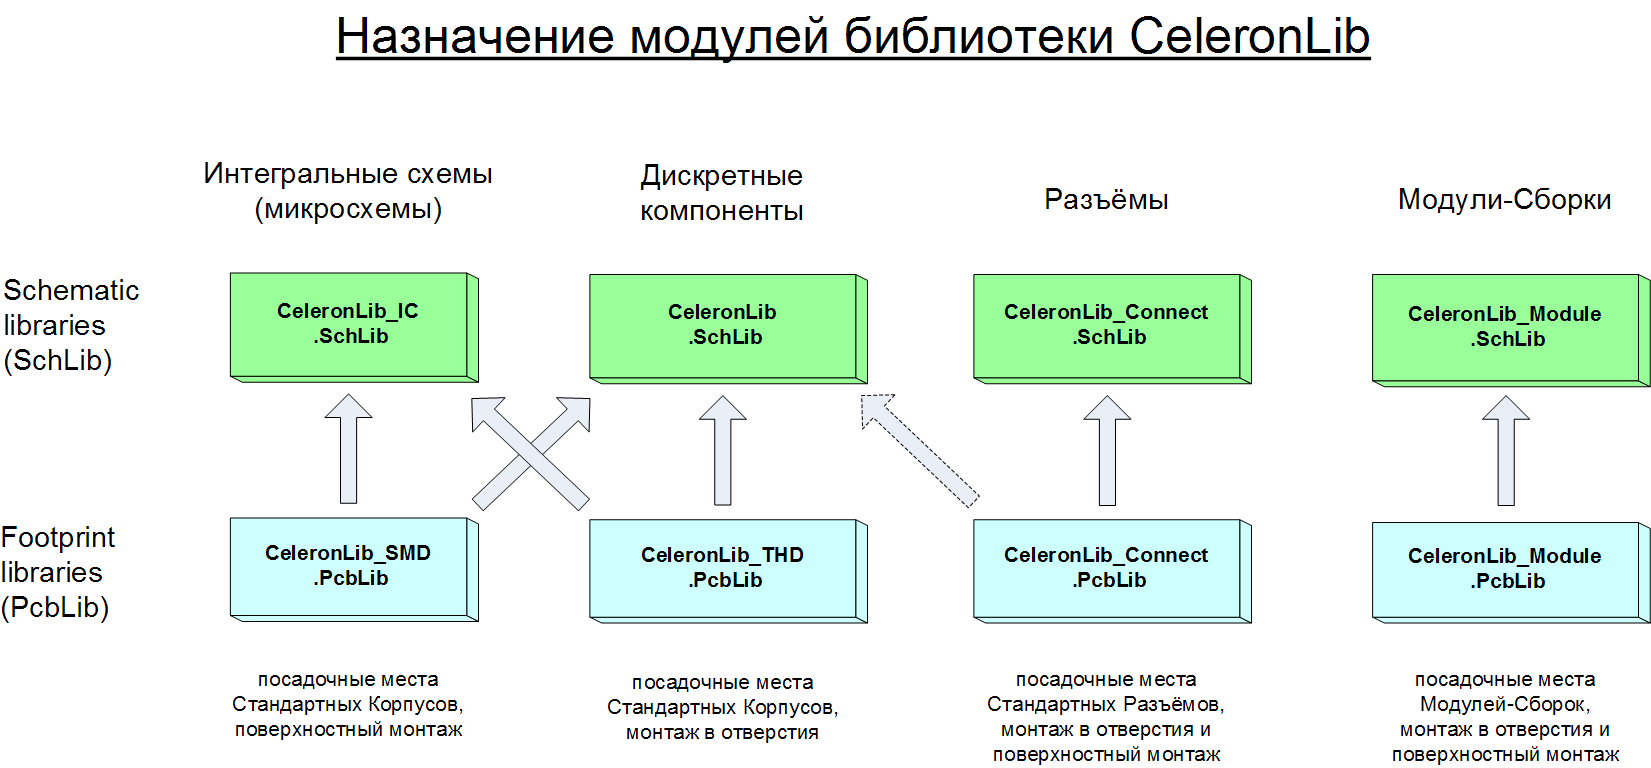 Назначение модулей библиотеки CeleronLib
Интегральные схемы
(микросхемы)
Дискретные
компоненты
Разъёмы
Модули-Сборки
Schematic
libraries
(SchLib)
CeleronLib_IC
.SchLib
CeleronLib
.SchLib
CeleronLib_Connect
.SchLib
CeleronLib_Module
.SchLib
Footprint
libraries
(PcbLib)
CeleronLib_SMD
.PcbLib
CeleronLib_THD
.PcbLib
CeleronLib_Connect
.PcbLib
CeleronLib_Module
.PcbLib
посадочные места
Стандартных Корпусов,
поверхностный монтаж
посадочные места
Стандартных Корпусов,
монтаж в отверстия
посадочные места
Стандартных Разъёмов,
монтаж в отверстия и
поверхностный монтаж
посадочные места
Модулей-Сборок,
монтаж в отверстия и
поверхностный монтаж